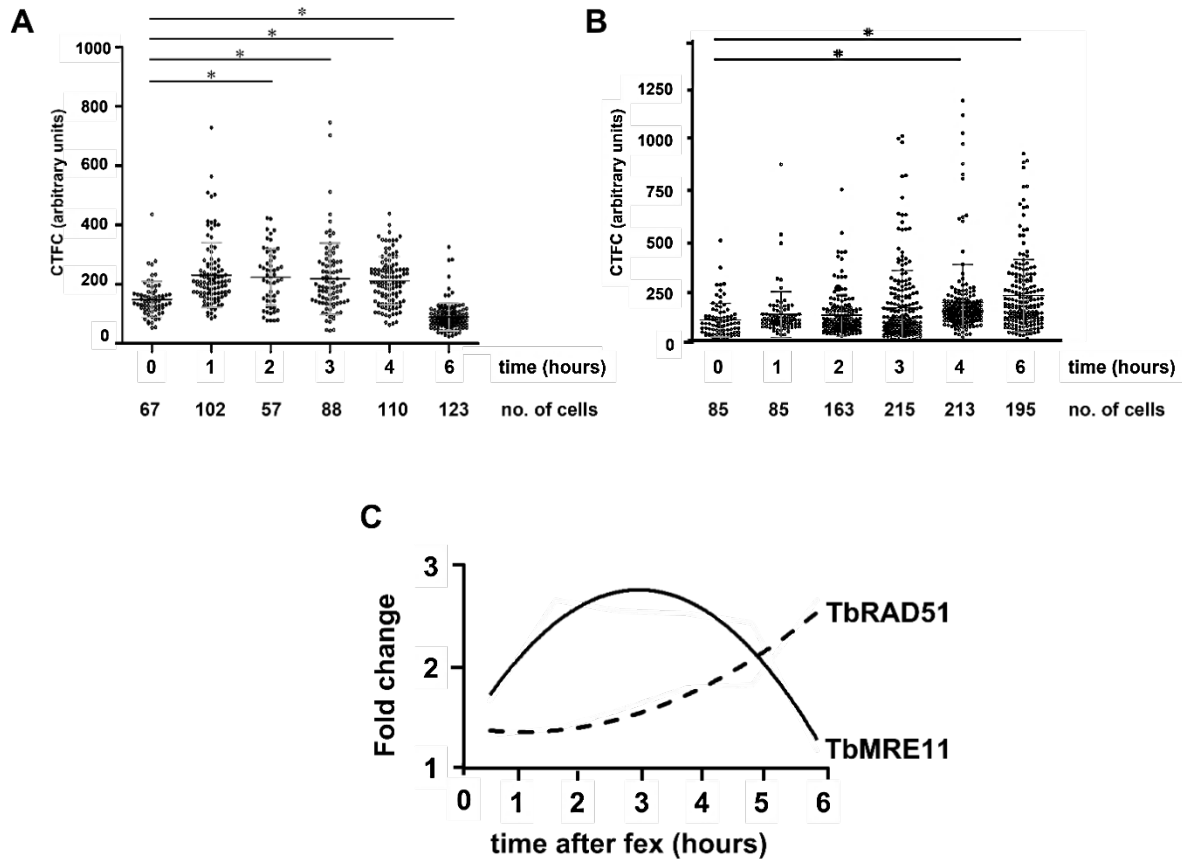 A
*
*
*
*
CTFC (arbitrary units)
1000
800
600
400
200
0
0 1 2 3 4 6 time (hours)
67 102 57 88 110 123 no. of cells
B
*
*
CTFC (arbitrary units)
1250
1000
750
500
250
0
0 1 2 3 4 6 time (hours)
85 85 163 215 213 195 no. of cells
C
Fold change
3
2
1
TbRAD51
TbMRE11
0 1 2 3 4 5 6
time after fex (hours)